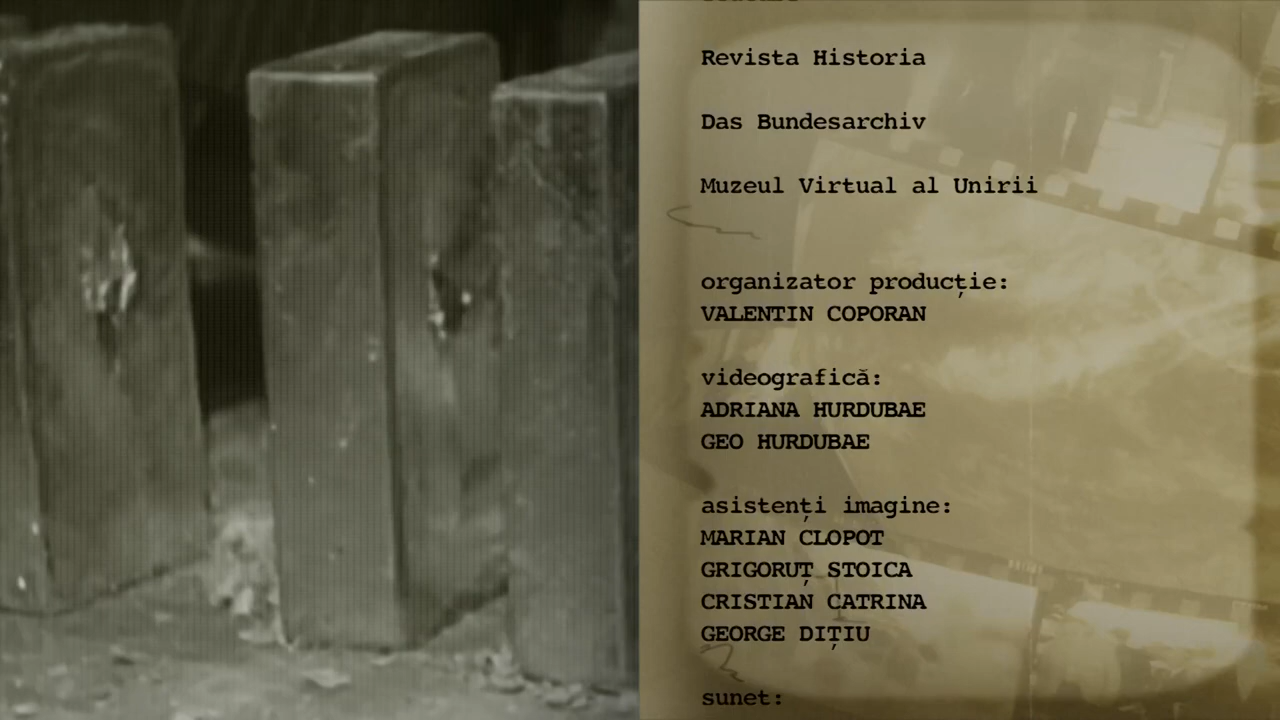 Revista Historia
Das Bundesarchiv
Muzeul Virtual al Unirii
organizator producție:
VALENTIN COPORAN
videografică:
ADRIANA HURDUBAE
GEO HURDUBAE
asistenți imagine:
MARIAN CLOPOT
GRIGORUȚ STOICA
CRISTIAN CATRINA
GEORGE DIȚIU
sunet: